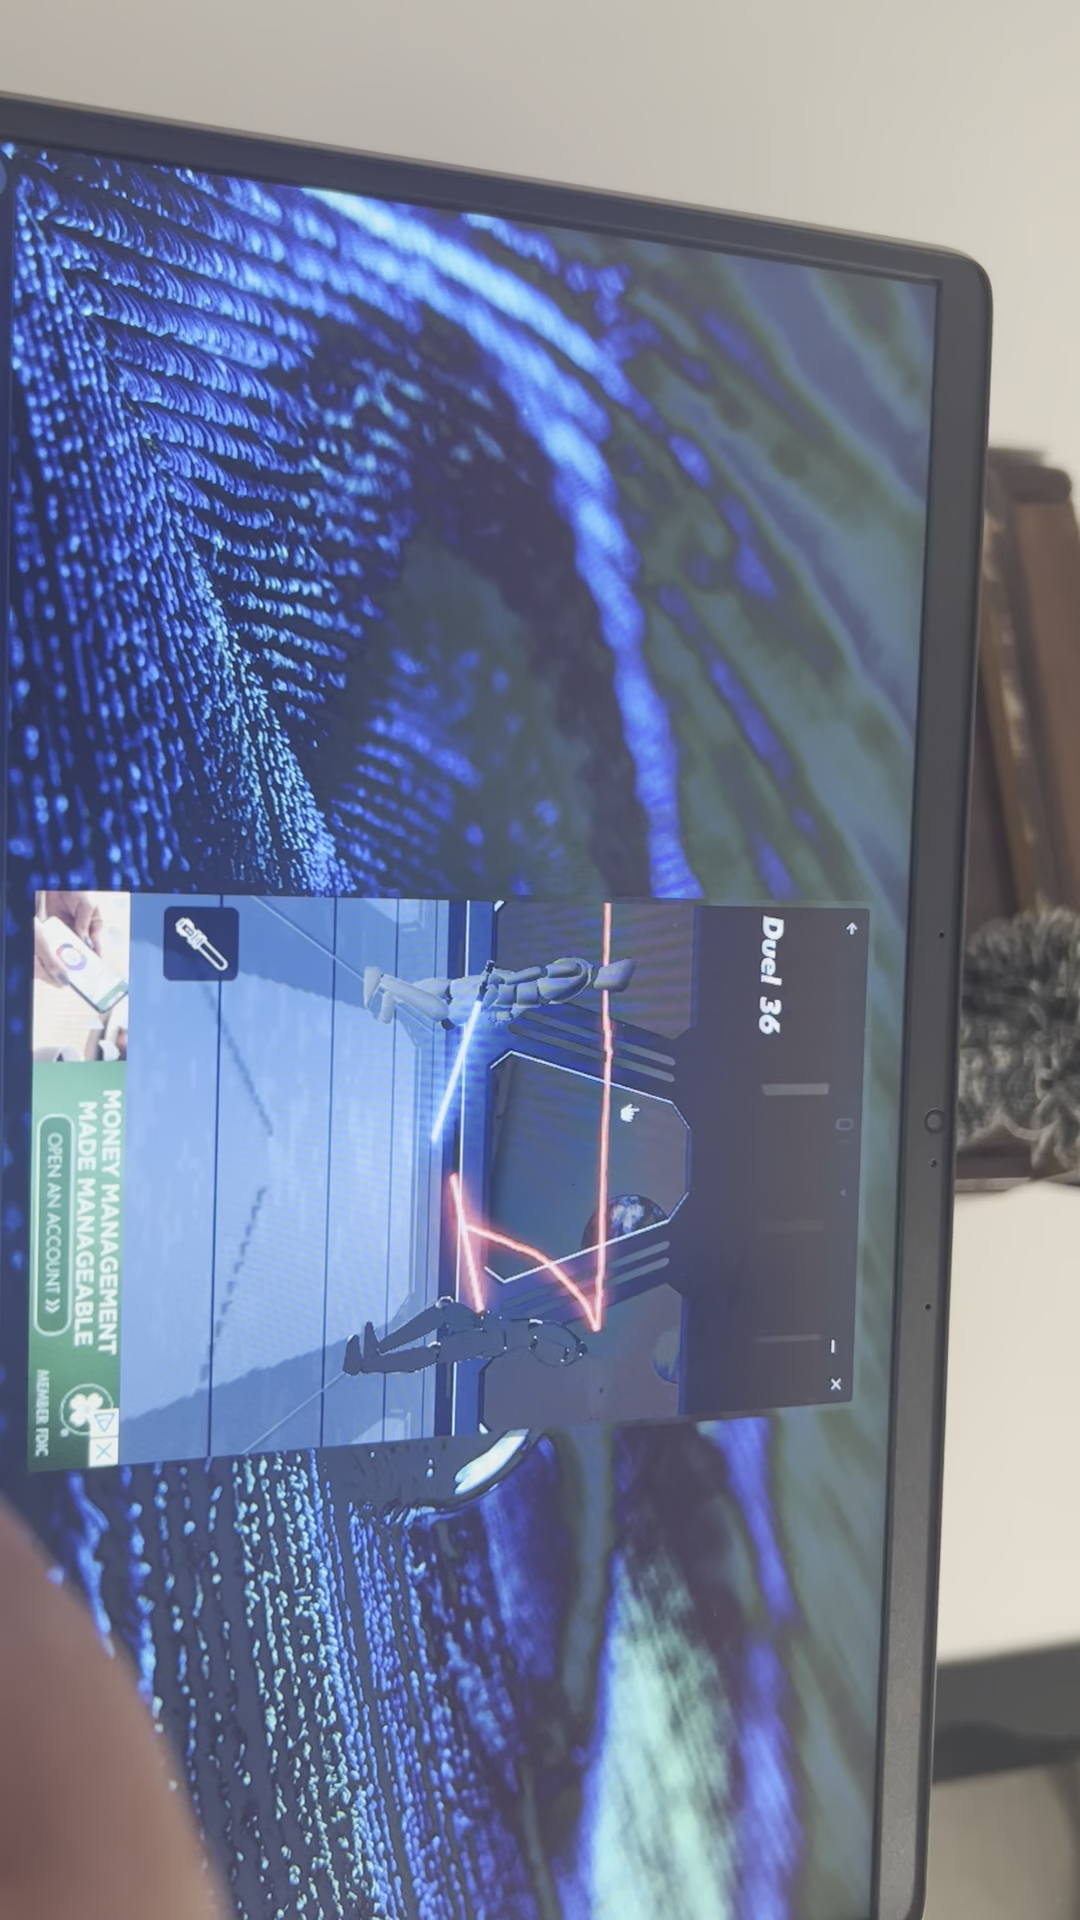 Duel 36
MONEY MANAGEMENT
MADE MANAGEABLE
OPEN AN ACCOUNT »
MEMBER FDIC